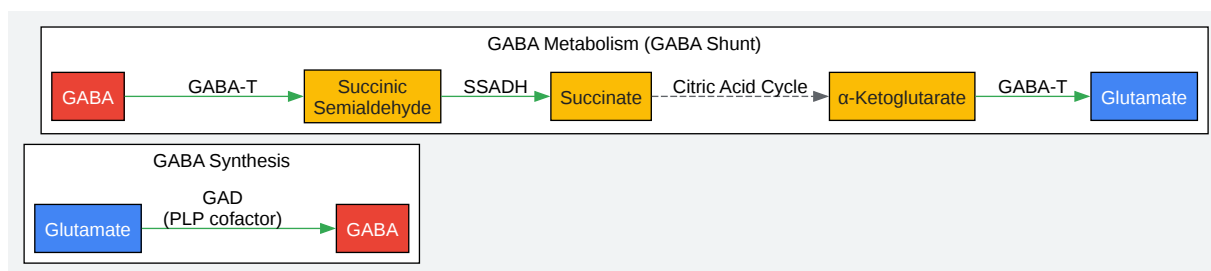 GABA Metabolism (GABA Shunt)
GABA
GABA-T
Succinic
Semialdehyde
SSADH
Succinate
Citric Acid Cycle
α-Ketoglutarate
GABA-T
Glutamate
GABA Synthesis
Glutamate
GAD
(PLP cofactor)
GABA